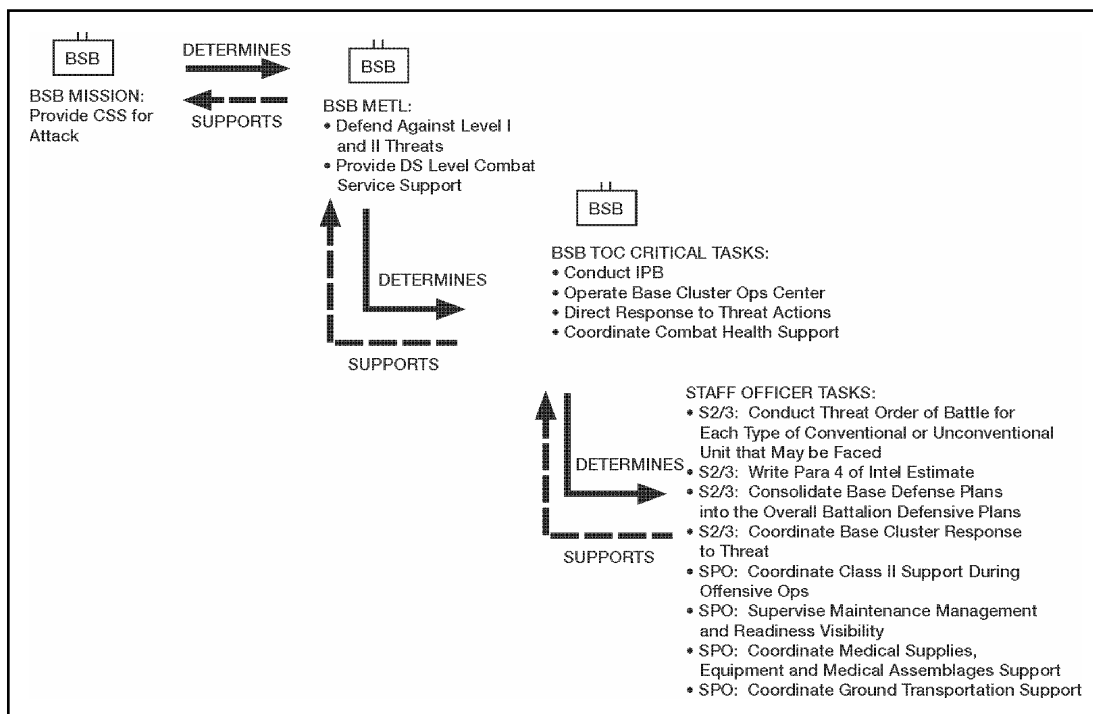 BSB
DETERMINES
BSB
BSB MISSION:
Provide CSS for
Attack
SUPPORTS
BSB METL:
• Defend Against Level I
and II Threats
• Provide DS Level Combat
Service Support
BSB
DETERMINES
SUPPORTS
BSB TOC CRITICAL TASKS:
• Conduct IPB
• Operate Base Cluster Ops Center
• Direct Response to Threat Actions
• Coordinate Combat Health Support
DETERMINES
SUPPORTS
STAFF OFFICER TASKS:
• S2/3: Conduct Threat Order of Battle for
Each Type of Conventional or Unconventional
Unit that May be Faced
• S2/3: Write Para 4 of Intel Estimate
• S2/3: Consolidate Base Defense Plans
into the Overall Battalion Defensive Plans
• S2/3: Coordinate Base Cluster Response
to Threat
• SPO: Coordinate Class II Support During
Offensive Ops
• SPO: Supervise Maintenance Management
and Readiness Visibility
• SPO: Coordinate Medical Supplies,
Equipment and Medical Assemblages Support
• SPO: Coordinate Ground Transportation Support